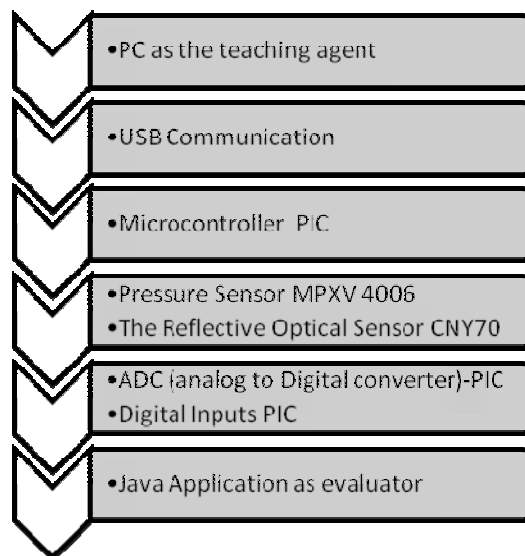 •PC as the teaching agent
•USB Communication
•Microcontroller PIC
•Pressure Sensor MPXV 4006
•The Reflective Optical Sensor CNY70
•ADC (analog to Digital converter)-PIC
•Digital Inputs PIC
•Java Application as evaluator